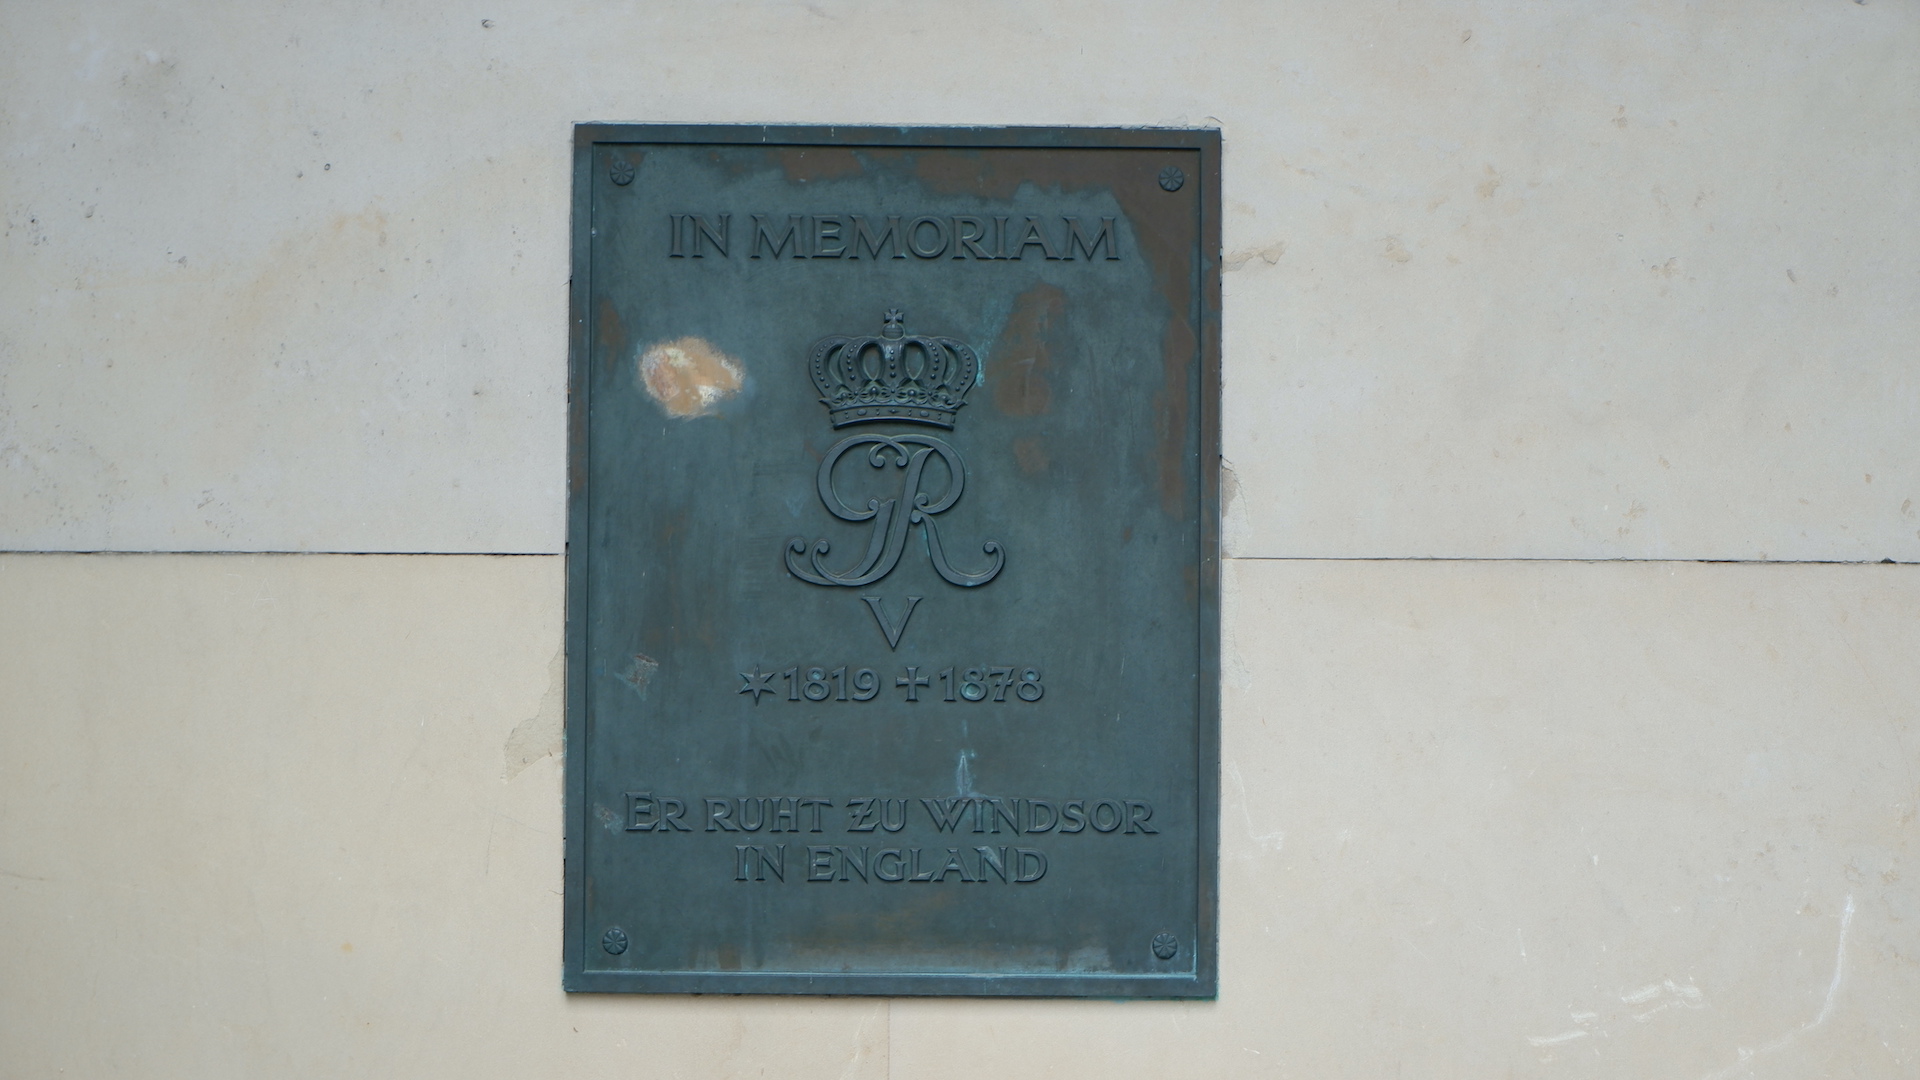 IN MEMORIAM
GR
V
*1819 ✝1878
ER RUHT ZU WINDSOR
IN ENGLAND